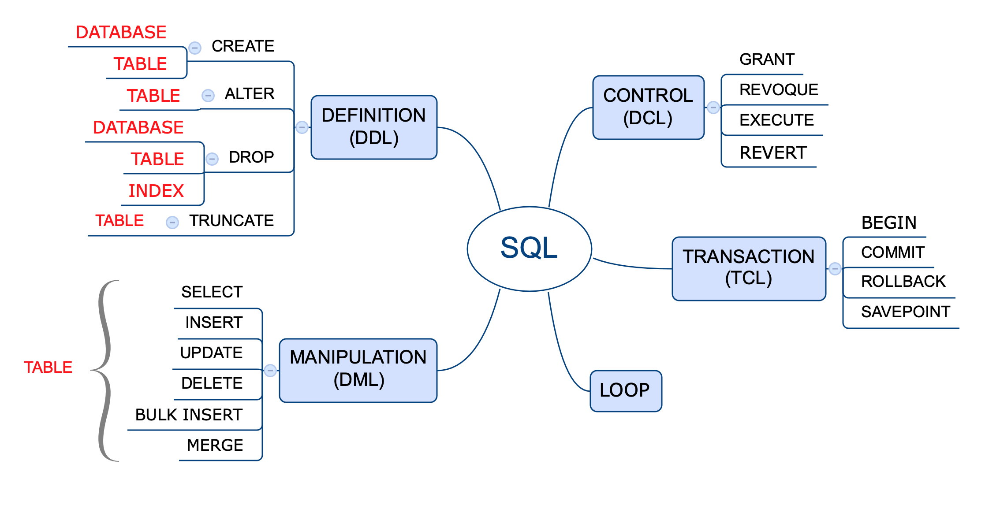 DATABASE
TABLE
CREATE
TABLE
ALTER
DATABASE
TABLE
INDEX
DROP
TABLE
TRUNCATE
DEFINITION
(DDL)
SELECT
INSERT
UPDATE
DELETE
BULK INSERT
MERGE
TABLE
MANIPULATION
(DML)
SQL
CONTROL
(DCL)
GRANT
REVOQUE
EXECUTE
REVERT
TRANSACTION
(TCL)
BEGIN
COMMIT
ROLLBACK
SAVEPOINT
LOOP